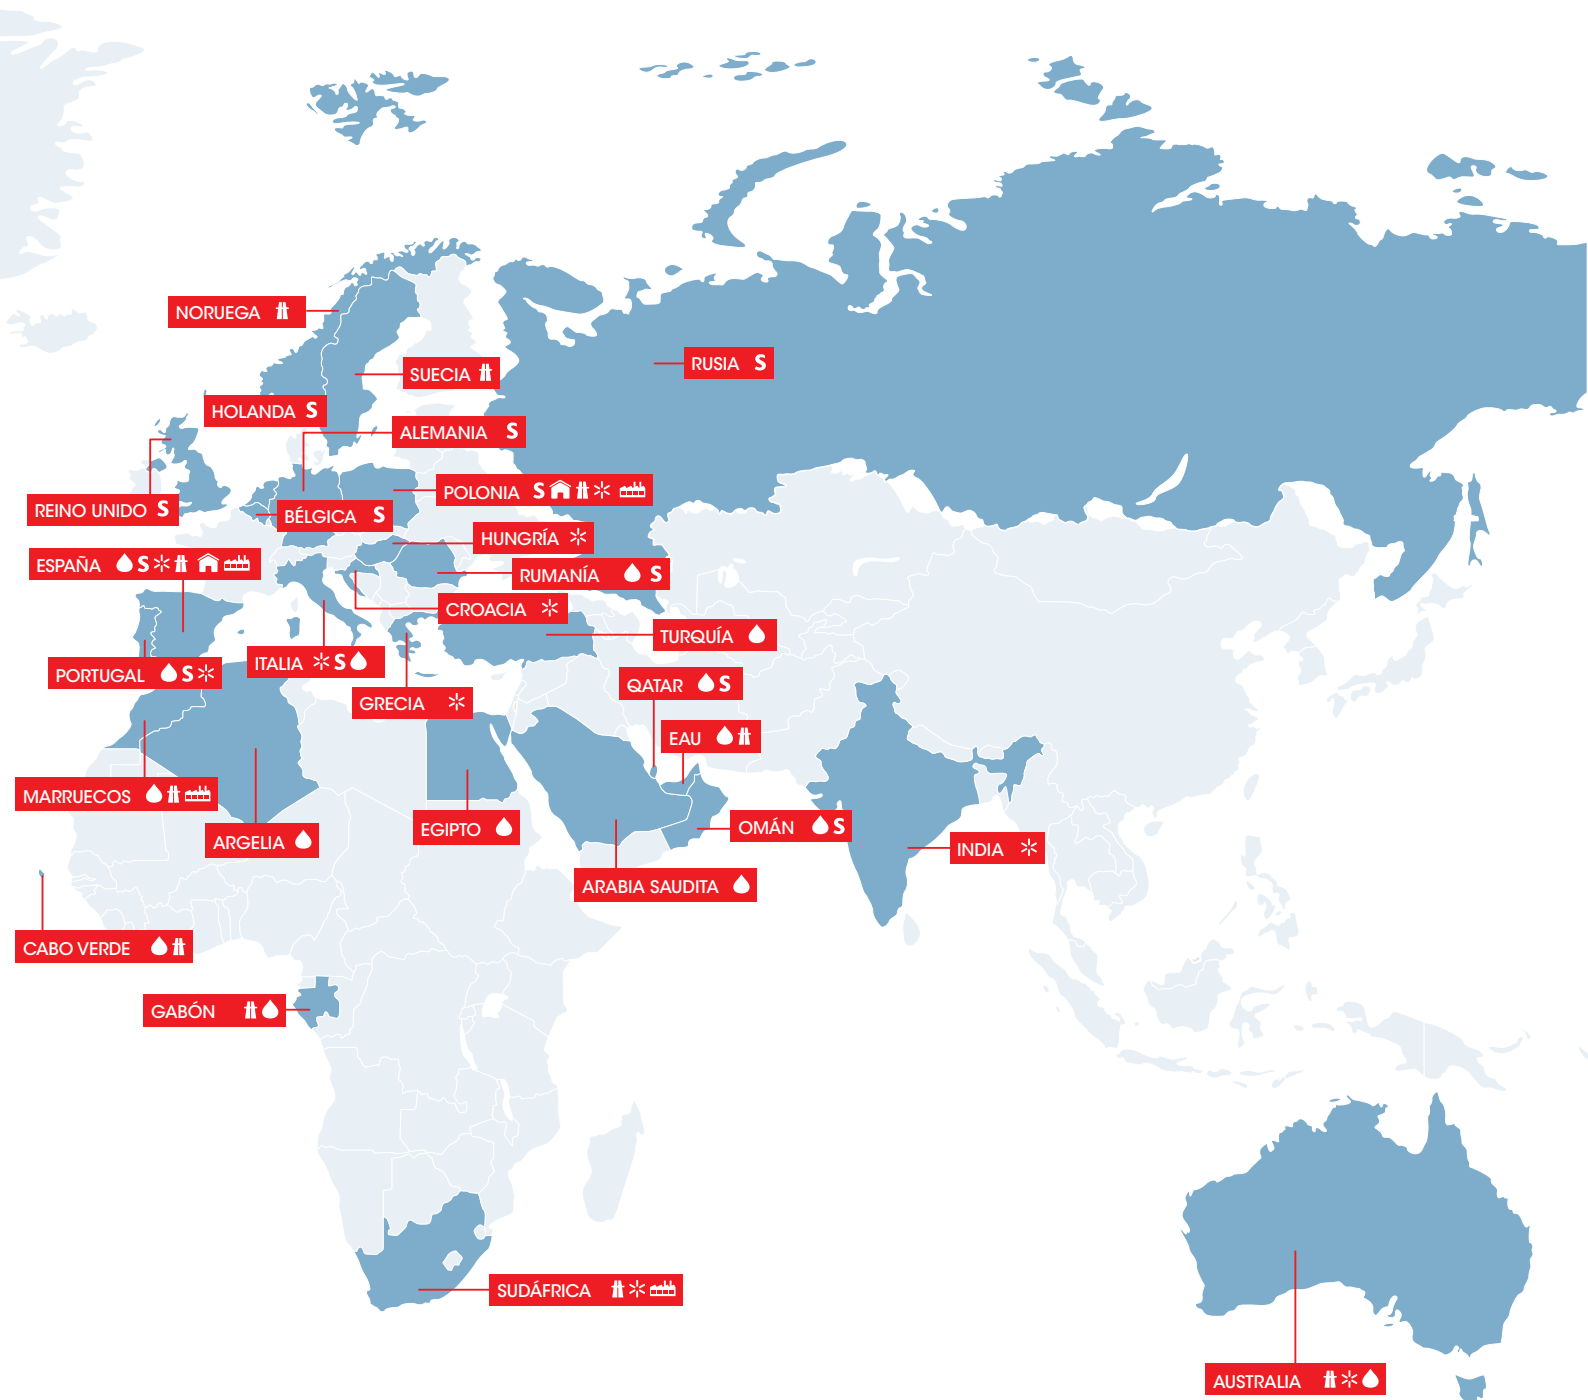 NORUEGA
RUSIA S
SUECIA
HOLANDA S
ALEMANIA S
POLONIA S
REINO UNIDO S
BÉLGICA S
HUNGRÍA
ESPAÑA S
RUMANÍA S
CROACIA
TURQUÍA
ITALIA S
PORTUGAL S
QATAR S
GRECIA
EAU
MARRUECOS
OMÁN S
EGIPTO
ARGELIA
INDIA
ARABIA SAUDITA
CABO VERDE
GABÓN
SUDÁFRICA
AUSTRALIA